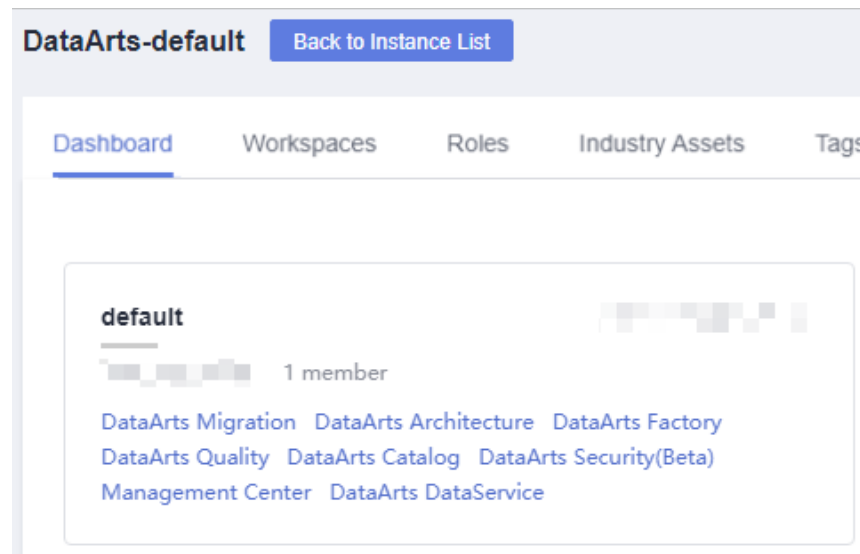 DataArts-default Back to Instance List
Dashboard Workspaces Roles Industry Assets Tags
default
1 member
DataArts Migration DataArts Architecture DataArts Factory
DataArts Quality DataArts Catalog DataArts Security(Beta)
Management Center DataArts DataService